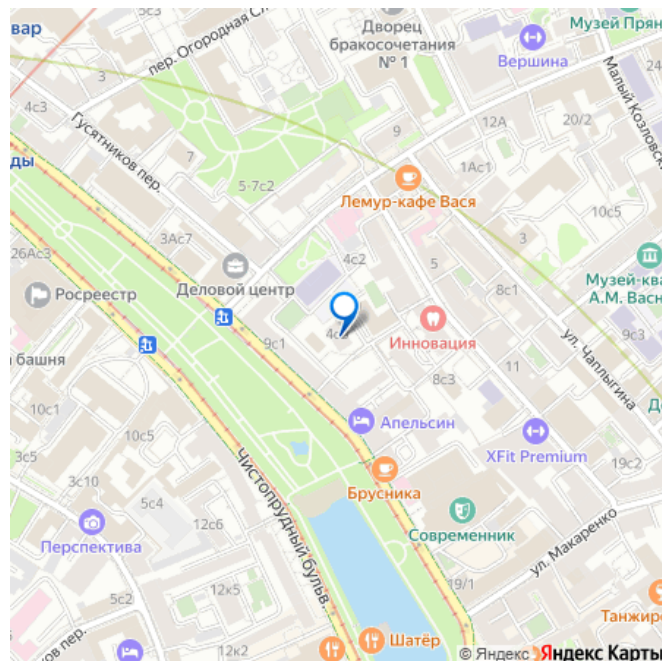 вар
пер. Огородная Сл
Дворец
бракосочетания
№ 1
Вершина
Музей Прян
24
Малый Козловск
3
4с3
3
Гусятников пер.
9
12А
20/2
1Ас1
7
5-7с2
ды
Лемур-кафе Вася
3
10с5
3Ас7
26Ас3
4с2
5
Деловой центр
Росреестр
Музей-ква
А.М. Васн
8с1
9с1
Инновация
ул. Чаплыгина
башня
11
8с3
10с1
Апельсин
XFit Premium
10с5
3с5
19с2
3с10
5с4
Брусника
Чистопрудный бульв.
Современник
12с6
Перспектива
ул. Макаренко
19/1
12к5
5с2
Танжир
ков пер.
12к2
Шатёр
© Яндекс Яндекс Карты